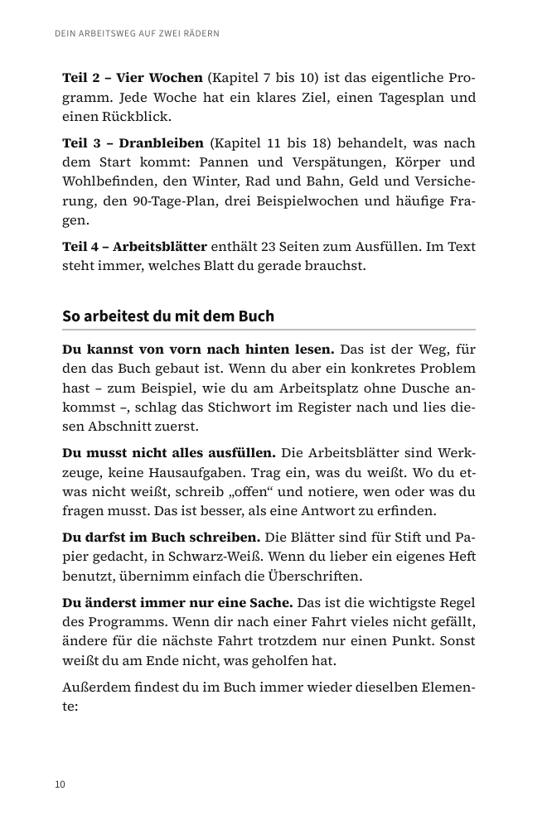 DEIN ARBEITSWEG AUF ZWEI RÄDERN
Teil 2 – Vier Wochen (Kapitel 7 bis 10) ist das eigentliche Pro-
gramm. Jede Woche hat ein klares Ziel, einen Tagesplan und
einen Rückblick.
Teil 3 – Dranbleiben (Kapitel 11 bis 18) behandelt, was nach
dem Start kommt: Pannen und Verspätungen, Körper und
Wohlbefinden, den Winter, Rad und Bahn, Geld und Versiche-
rung, den 90-Tage-Plan, drei Beispielwochen und häufige Fra-
gen.
Teil 4 – Arbeitsblätter enthält 23 Seiten zum Ausfüllen. Im Text
steht immer, welches Blatt du gerade brauchst.
So arbeitest du mit dem Buch
Du kannst von vorn nach hinten lesen. Das ist der Weg, für
den das Buch gebaut ist. Wenn du aber ein konkretes Problem
hast – zum Beispiel, wie du am Arbeitsplatz ohne Dusche an-
kommst –, schlag das Stichwort im Register nach und lies die-
sen Abschnitt zuerst.
Du musst nicht alles ausfüllen. Die Arbeitsblätter sind Werk-
zeuge, keine Hausaufgaben. Trag ein, was du weißt. Wo du et-
was nicht weißt, schreib „offen“ und notiere, wen oder was du
fragen musst. Das ist besser, als eine Antwort zu erfinden.
Du darfst im Buch schreiben. Die Blätter sind für Stift und Pa-
pier gedacht, in Schwarz-Weiß. Wenn du lieber ein eigenes Heft
benutzt, übernimm einfach die Überschriften.
Du änderst immer nur eine Sache. Das ist die wichtigste Regel
des Programms. Wenn dir nach einer Fahrt vieles nicht gefällt,
ändere für die nächste Fahrt trotzdem nur einen Punkt. Sonst
weißt du am Ende nicht, was geholfen hat.
Außerdem findest du im Buch immer wieder dieselben Elemen-
te:
10